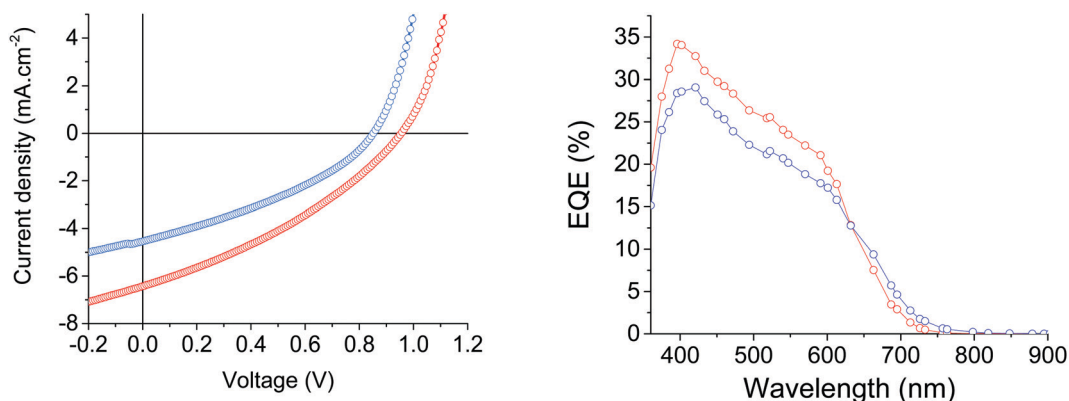 4
2
0
-2
-4
-6
-8
-0.2 0.0 0.2 0.4 0.6 0.8 1.0 1.2
Voltage (V)
Current density (mA.cm-2)
35
30
25
20
15
10
5
0
400 500 600 700 800 900
Wavelength (nm)
EQE (%)